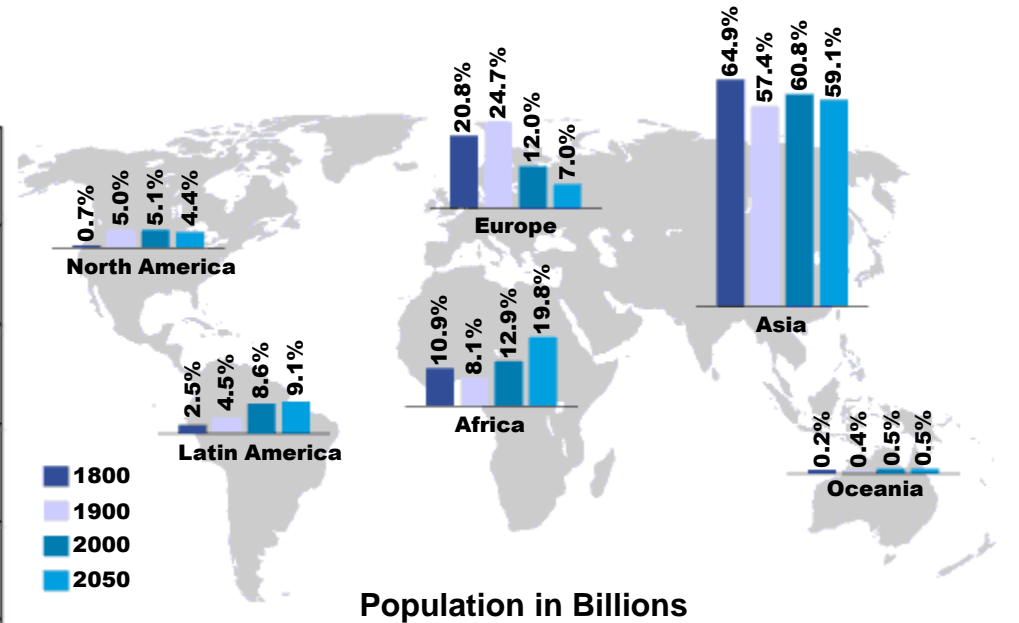 64.9% 57.4% 60.8% 59.1%
Asia
20.8% 24.7% 12.0% 7.0%
Europe
0.7% 5.0% 5.1% 4.4%
North America
10.9% 8.1% 12.9% 19.8%
Africa
2.5% 4.5% 8.6% 9.1%
Latin America
0.2% 0.4% 0.5% 0.5%
Oceania
1800
1900
2000
2050
Population in Billions